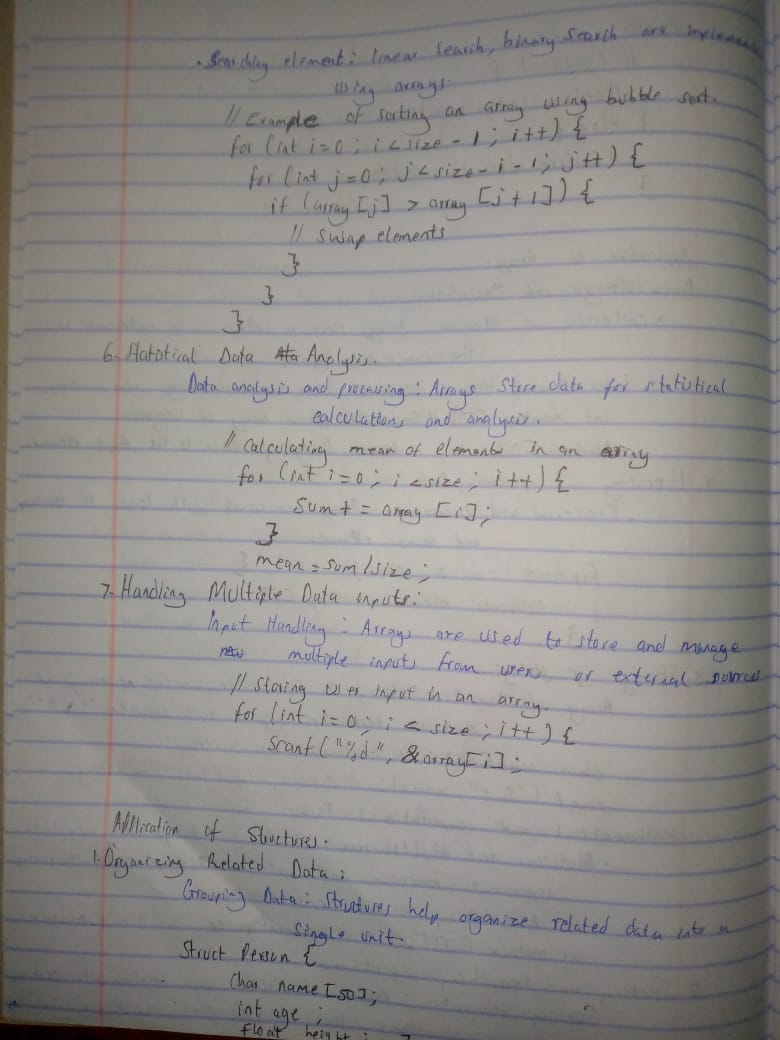 • Searching element: linear search, binary search are implemen
using arrays.
// Example of sorting an array using bubble sort.
for (int i=0; i<size-1; i++) {
for (int j=0; j<size-i-1; j++) {
if (array [j] > array [j+1]) {
// swap elements
}
}
}
6. Statistical Data Analysis.
Data analysis and processing: Arrays store data for statistical
calculations and analysis.
// Calculating mean of elements in an array
for (int i=0; i<size; i++) {
Sum += array [i];
}
mean = sum/size;
7. Handling Multiple Data inputs:
Input Handling: Arrays are used to store and manage
multiple inputs from users or external sources
// Storing user input in an array.
for (int i=0; i<size; i++) {
Scanf ("%d", &array[i];
Application of Structures.
1. Organizing Related Data:
Grouping Data: Structures help organize related data into a
Single unit.
Struct Person {
Char name [50];
int age;
float height;